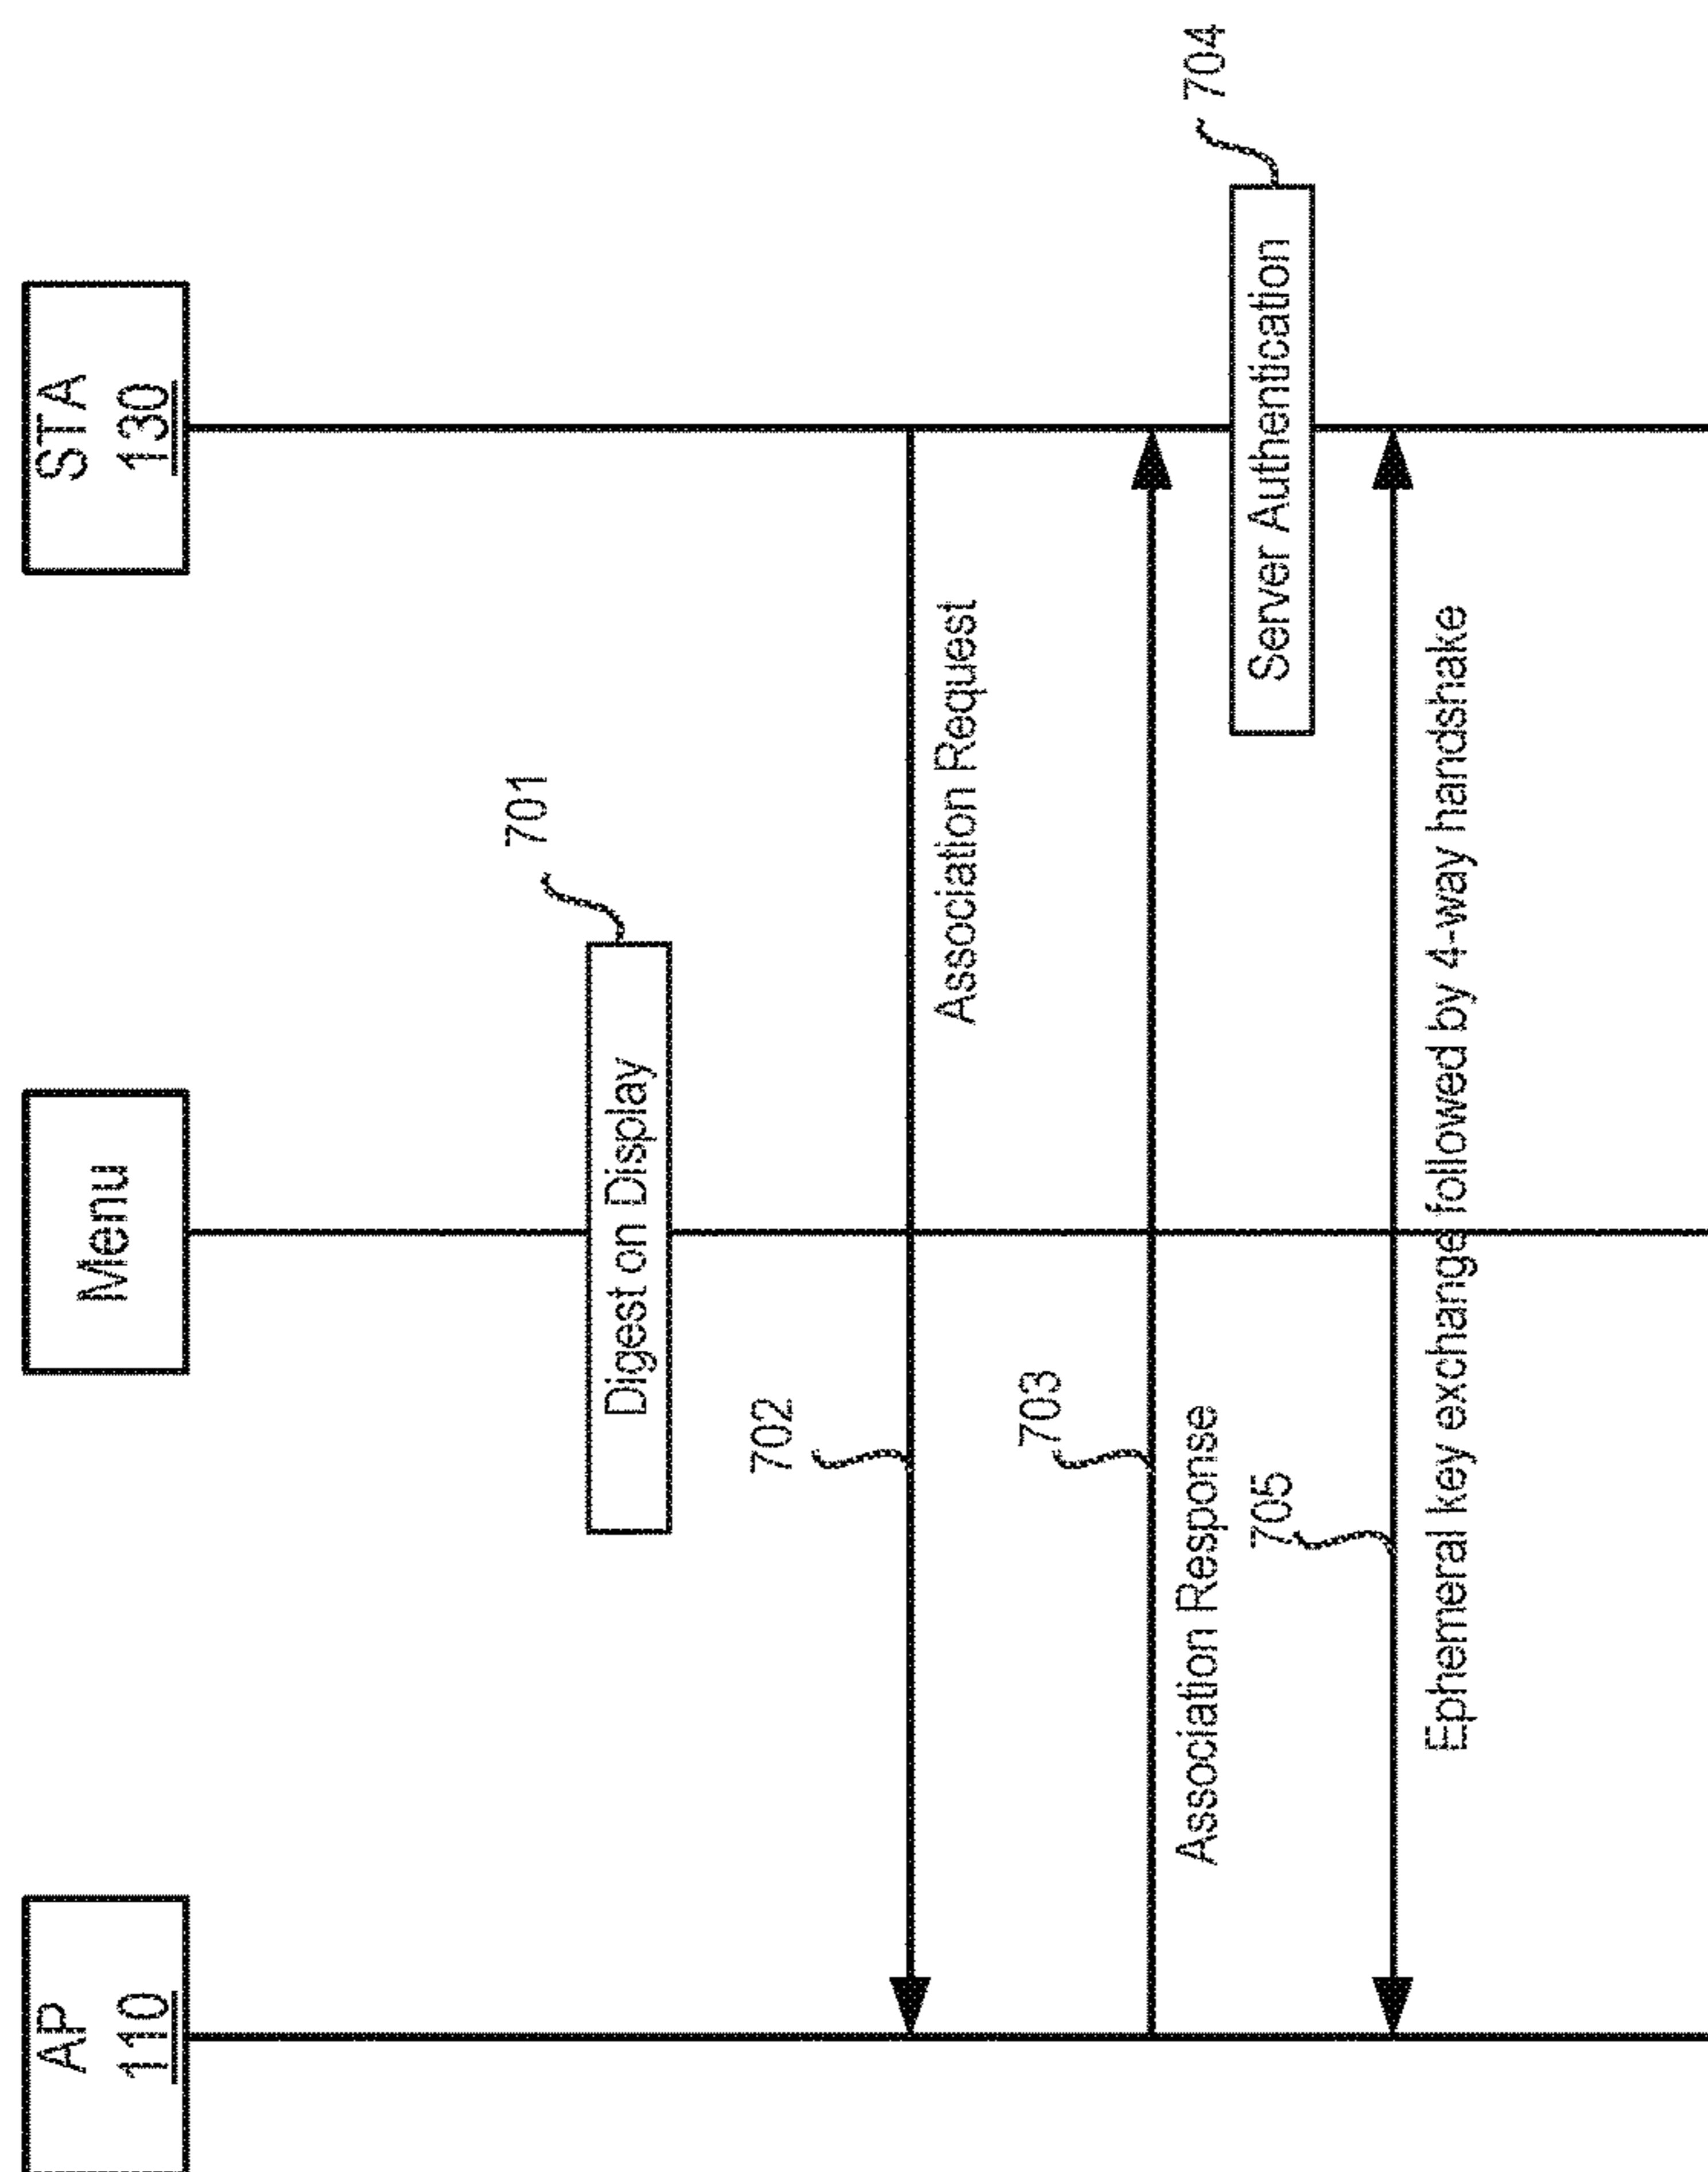 AP
110
Menu
STA
130
701
Digest on Display
702
Association Request
703
Association Response
704
Server Authentication
705
Ephemeral key exchange followed by 4-way handshake